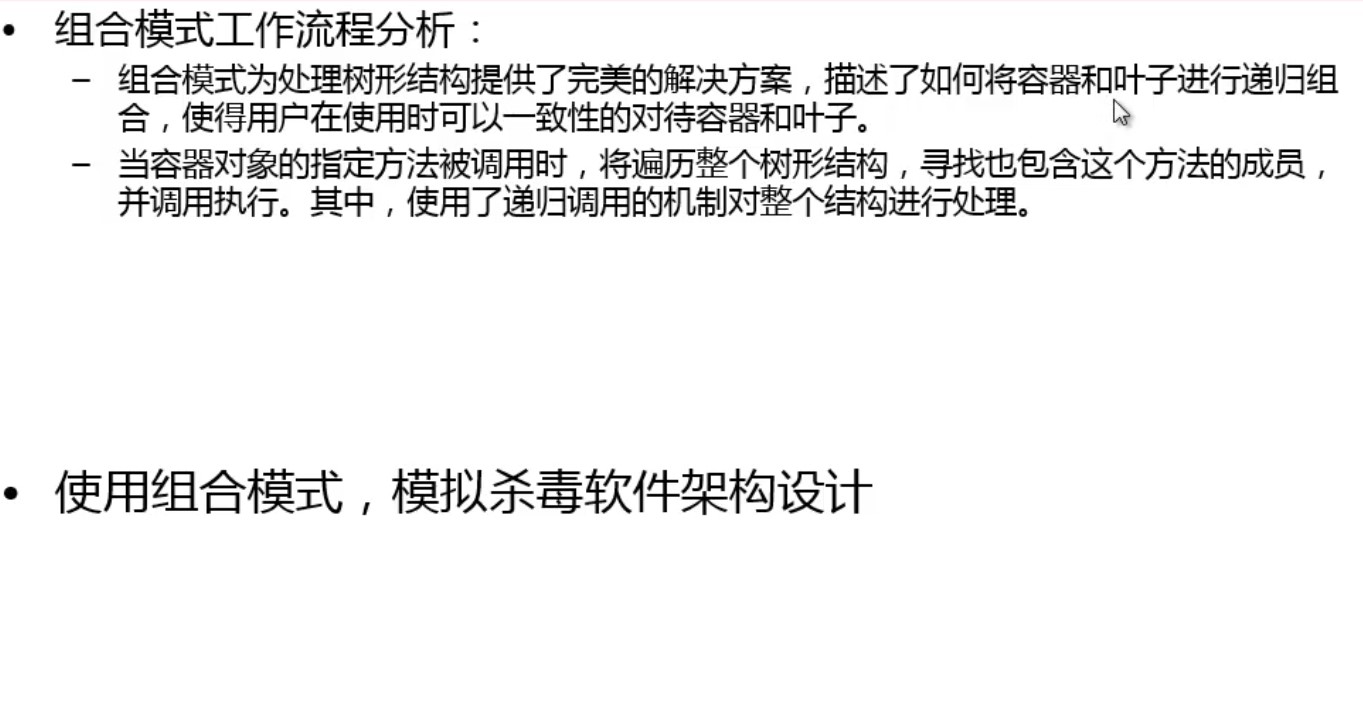 • 组合模式工作流程分析：
– 组合模式为处理树形结构提供了完美的解决方案，描述了如何将容器和叶子进行递归组
合，使得用户在使用时可以一致性的对待容器和叶子。
– 当容器对象的指定方法被调用时，将遍历整个树形结构，寻找也包含这个方法的成员，
并调用执行。其中，使用了递归调用的机制对整个结构进行处理。
• 使用组合模式，模拟杀毒软件架构设计